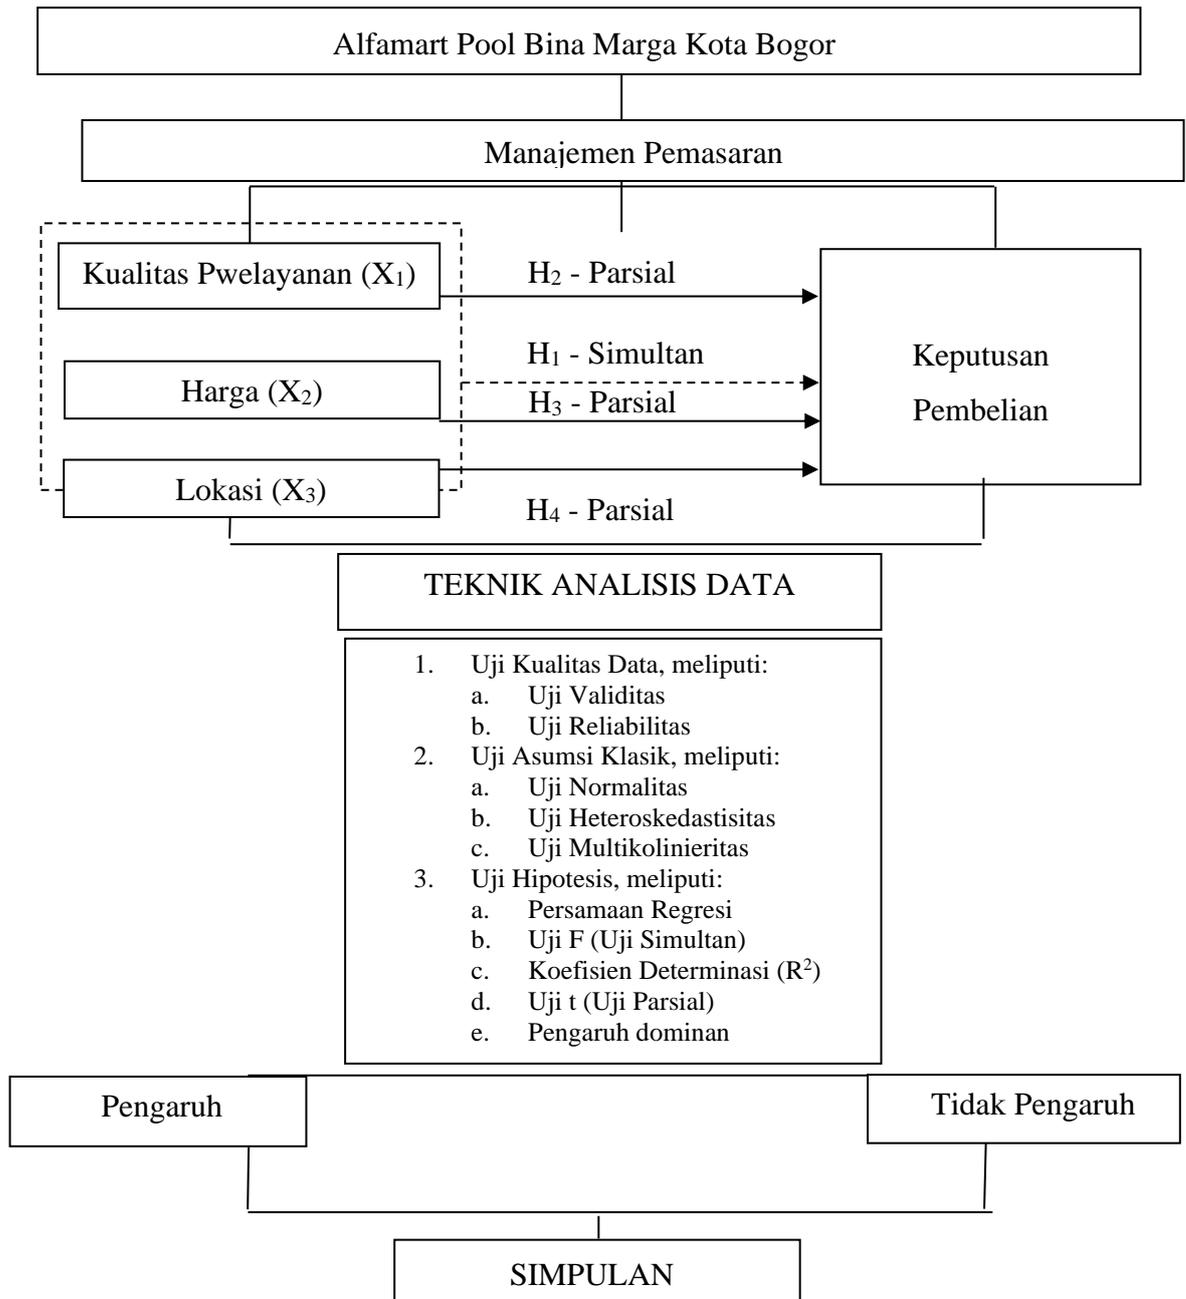 Alfamart Pool Bina Marga Kota Bogor
Manajemen Pemasaran
Kualitas Pwelayanan (X₁)
Harga (X₂)
Lokasi (X₃)
H₂ - Parsial
H₁ - Simultan
H₃ - Parsial
H₄ - Parsial
Keputusan
Pembelian
TEKNIK ANALISIS DATA
1. Uji Kualitas Data, meliputi:
a. Uji Validitas
b. Uji Reliabilitas
2. Uji Asumsi Klasik, meliputi:
a. Uji Normalitas
b. Uji Heteroskedastisitas
c. Uji Multikolinieritas
3. Uji Hipotesis, meliputi:
a. Persamaan Regresi
b. Uji F (Uji Simultan)
c. Koefisien Determinasi (R²)
d. Uji t (Uji Parsial)
e. Pengaruh dominan
Pengaruh
Tidak Pengaruh
SIMPULAN